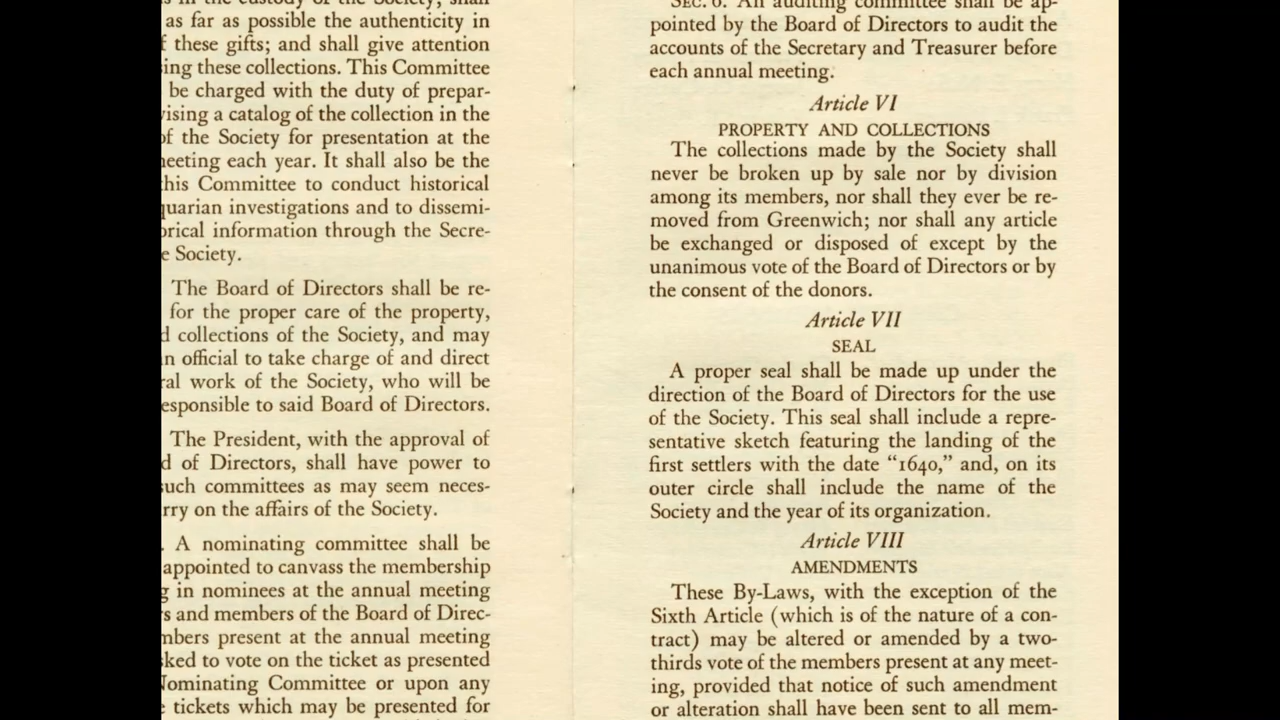 in the custody of the Society, shall
as far as possible the authenticity in
these gifts; and shall give attention
these collections. This Committee
be charged with the duty of prepar-
a catalog of the collection in the
of the Society for presentation at the
each year. It shall also be the
this Committee to conduct historical
investigations and to dissemi-
information through the Secre-
Society.
The Board of Directors shall be re-
for the proper care of the property,
collections of the Society, and may
official to take charge of and direct
work of the Society, who will be
responsible to said Board of Directors.
The President, with the approval of
of Directors, shall have power to
such committees as may seem neces-
on the affairs of the Society.
. A nominating committee shall be
appointed to canvass the membership
in nominees at the annual meeting
and members of the Board of Direc-
present at the annual meeting
to vote on the ticket as presented
Nominating Committee or upon any
tickets which may be presented for
SEC. 6. An auditing committee shall be ap-
pointed by the Board of Directors to audit the
accounts of the Secretary and Treasurer before
each annual meeting.
Article VI
PROPERTY AND COLLECTIONS
The collections made by the Society shall
never be broken up by sale nor by division
among its members, nor shall they ever be re-
moved from Greenwich; nor shall any article
be exchanged or disposed of except by the
unanimous vote of the Board of Directors or by
the consent of the donors.
Article VII
SEAL
A proper seal shall be made up under the
direction of the Board of Directors for the use
of the Society. This seal shall include a repre-
sentative sketch featuring the landing of the
first settlers with the date “1640,” and, on its
outer circle shall include the name of the
Society and the year of its organization.
Article VIII
AMENDMENTS
These By-Laws, with the exception of the
Sixth Article (which is of the nature of a con-
tract) may be altered or amended by a two-
thirds vote of the members present at any meet-
ing, provided that notice of such amendment
or alteration shall have been sent to all mem-